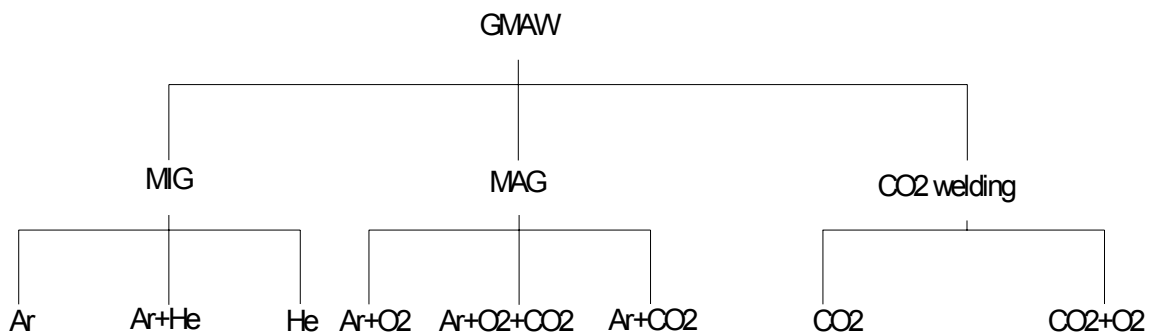 GMAW
MIG
MAG
CO2 welding
Ar
Ar+He
He
Ar+O2
Ar+O2+CO2
Ar+CO2
CO2
CO2+O2